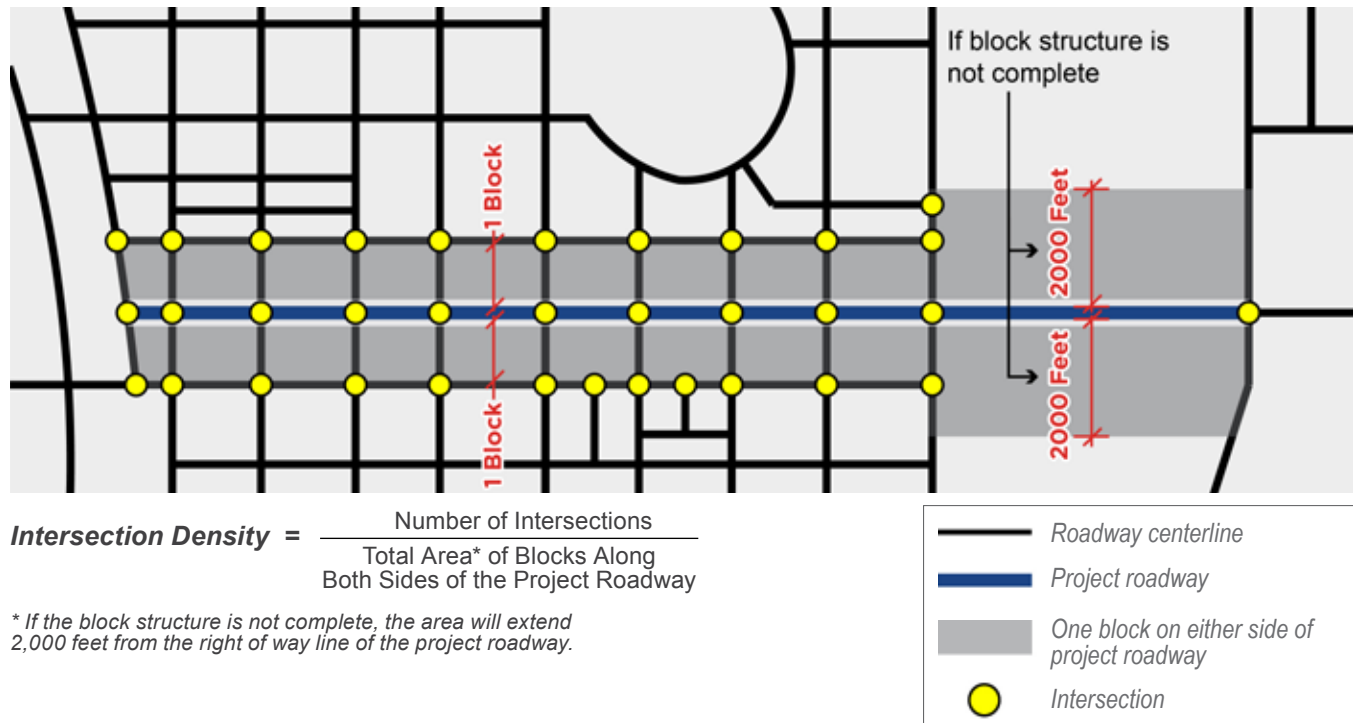 If block structure is
not complete
1 Block
1 Block
2000 Feet
2000 Feet
Intersection Density = Number of Intersections
Total Area* of Blocks Along
Both Sides of the Project Roadway
* If the block structure is not complete, the area will extend
2,000 feet from the right of way line of the project roadway.
Roadway centerline
Project roadway
One block on either side of
project roadway
Intersection